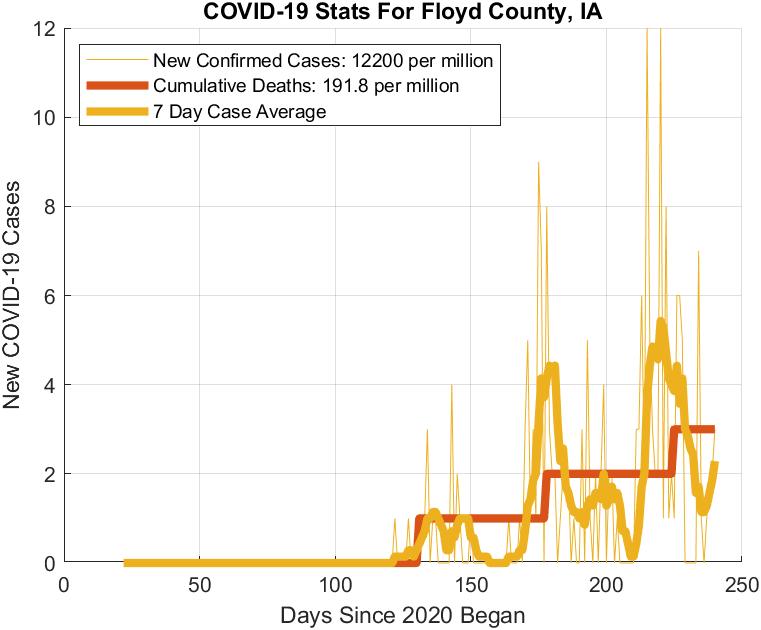 COVID-19 Stats For Floyd County, IA
New Confirmed Cases: 12200 per million
Cumulative Deaths: 191.8 per million
7 Day Case Average
New COVID-19 Cases
12
10
8
6
4
2
0
0 50 100 150 200 250
Days Since 2020 Began